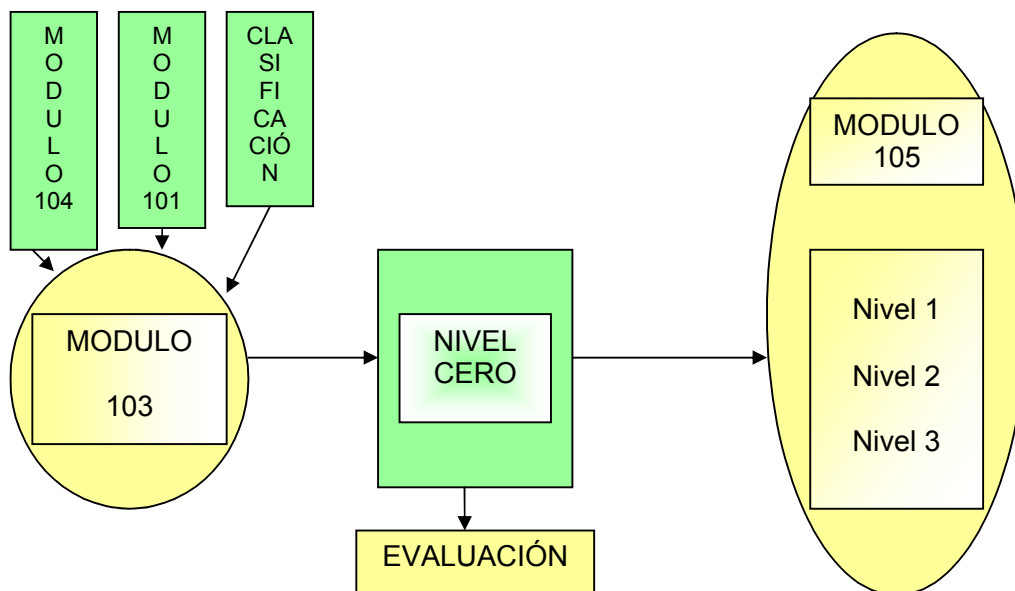 M
O
D
U
L
O
104
M
O
D
U
L
O
101
CLA
SI
FI
CA
CIÓ
N
MODULO
103
NIVEL
CERO
EVALUACIÓN
MODULO
105
Nivel 1
Nivel 2
Nivel 3